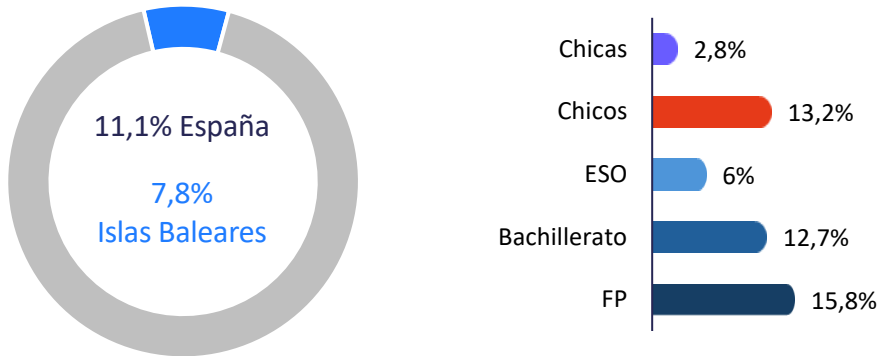 11,1% España
7,8%
Islas Baleares
Chicas 2,8%
Chicos 13,2%
ESO 6%
Bachillerato 12,7%
FP 15,8%